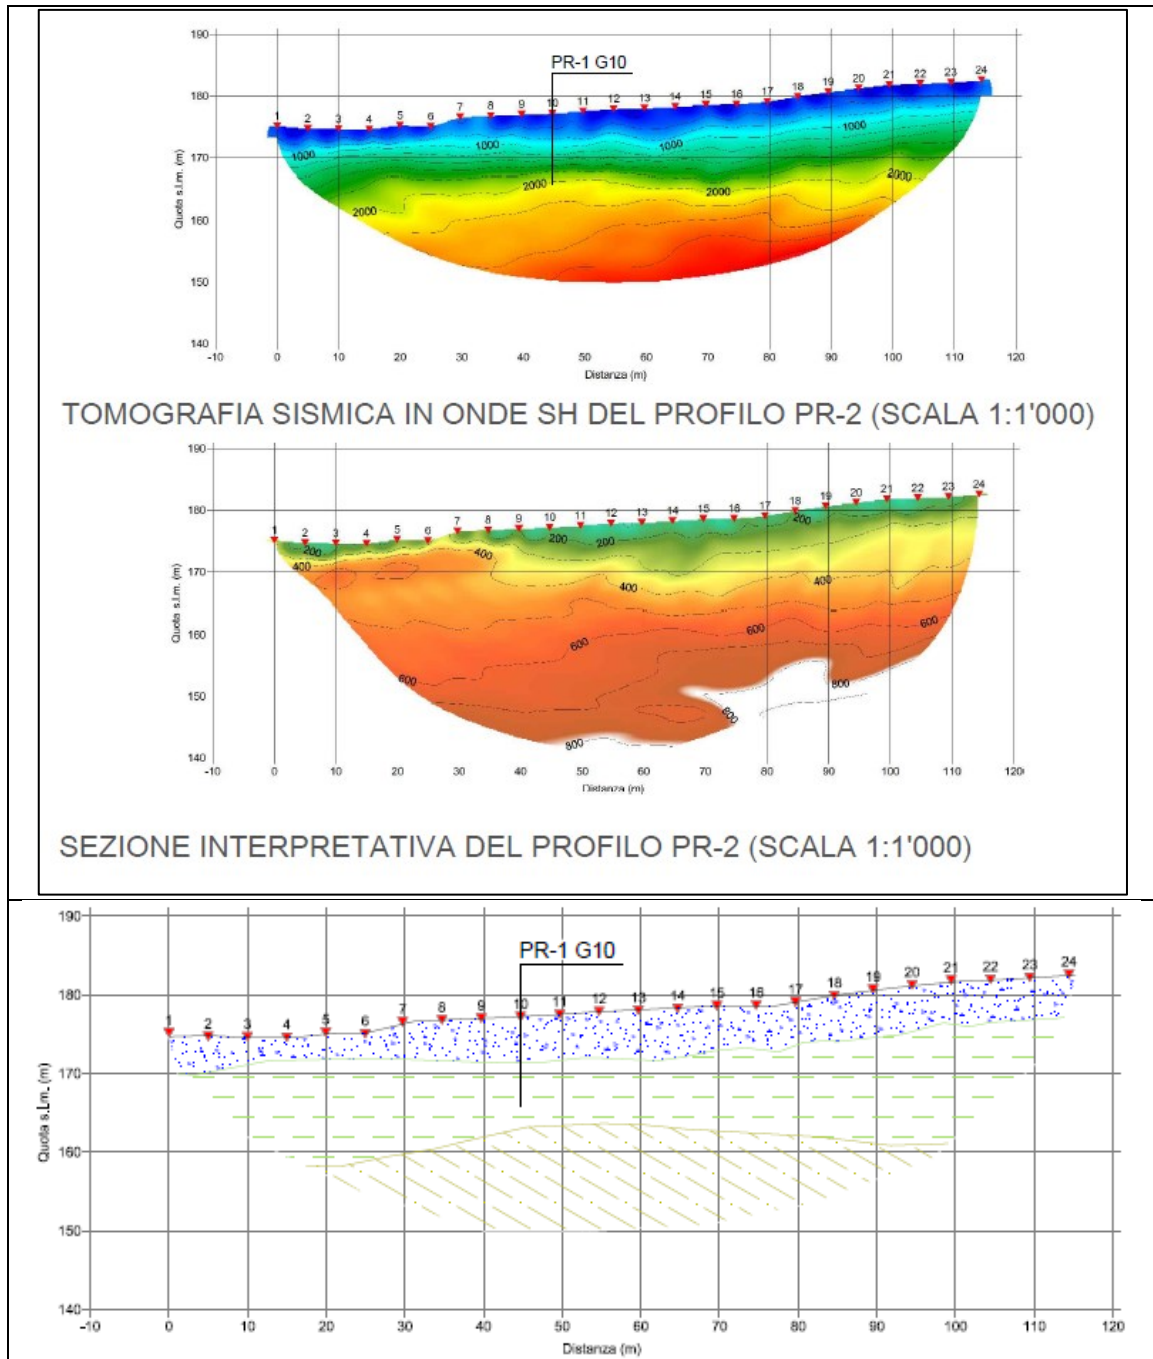 190
PR-1 G10
180
1 2 3 4 5 6 7 8 9 10 11 12 13 14 15 16 17 18 19 20 21 22 23 24
1000 1000 1000 1000
170
2000 2000 2000 2000
160
150
140
Quota s.l.m. (m)
-10 0 10 20 30 40 50 60 70 80 90 100 110 120
Distanza (m)
TOMOGRAFIA SISMICA IN ONDE SH DEL PROFILO PR-2 (SCALA 1:1'000)
190
180
1 2 3 4 5 6 7 8 9 10 11 12 13 14 15 16 17 18 19 20 21 22 23 24
200 200 200 200
400 400 400 400
170
600 600 600 600
160
150
800 800 800
140
Quota s.l.m. (m)
-10 0 10 20 30 40 50 60 70 80 90 100 110 120
Distanza (m)
SEZIONE INTERPRETATIVA DEL PROFILO PR-2 (SCALA 1:1'000)
190
PR-1 G10
180
1 2 3 4 5 6 7 8 9 10 11 12 13 14 15 16 17 18 19 20 21 22 23 24
170
160
150
140
Quota s.l.m. (m)
-10 0 10 20 30 40 50 60 70 80 90 100 110 120
Distanza (m)